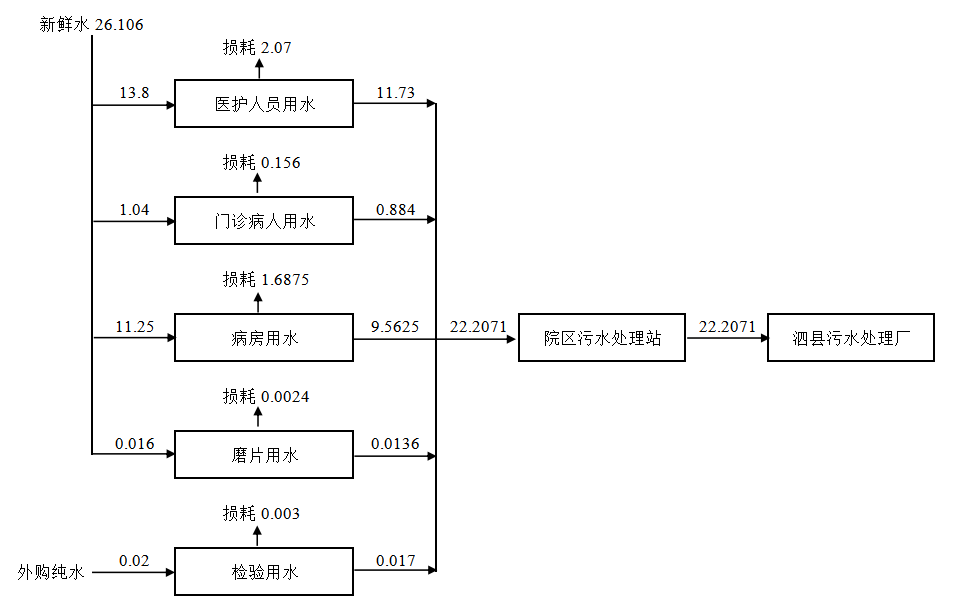 新鲜水 26.106
损耗 2.07
13.8
医护人员用水
11.73
损耗 0.156
1.04
门诊病人用水
0.884
损耗 1.6875
11.25
病房用水
9.5625
22.2071
院区污水处理站
22.2071
泗县污水处理厂
损耗 0.0024
0.016
磨片用水
0.0136
损耗 0.003
外购纯水
0.02
检验用水
0.017